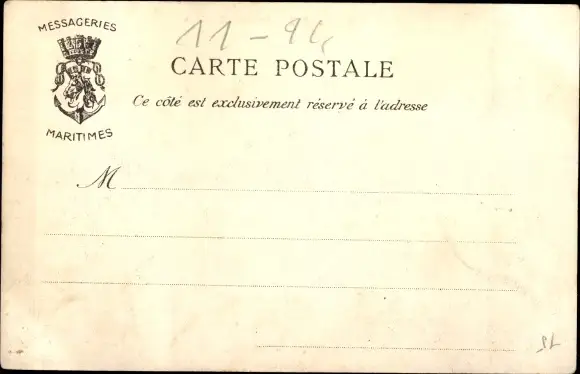 MESSAGERIES
MARITIMES
11-94
CARTE POSTALE
Ce côté est exclusivement réservé à l'adresse
M